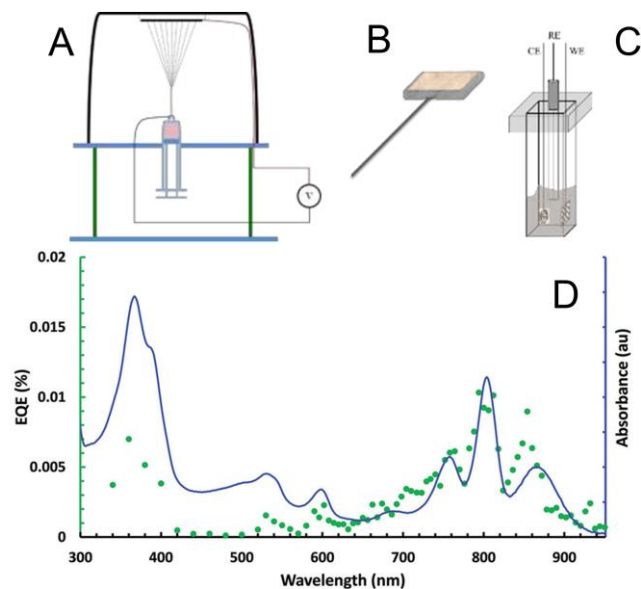 A
B
C
RE
CE
WE
V
D
0.02
0.015
0.01
0.005
0
EQE (%)
Absorbance (au)
300
400
500
600
700
800
900
Wavelength (nm)